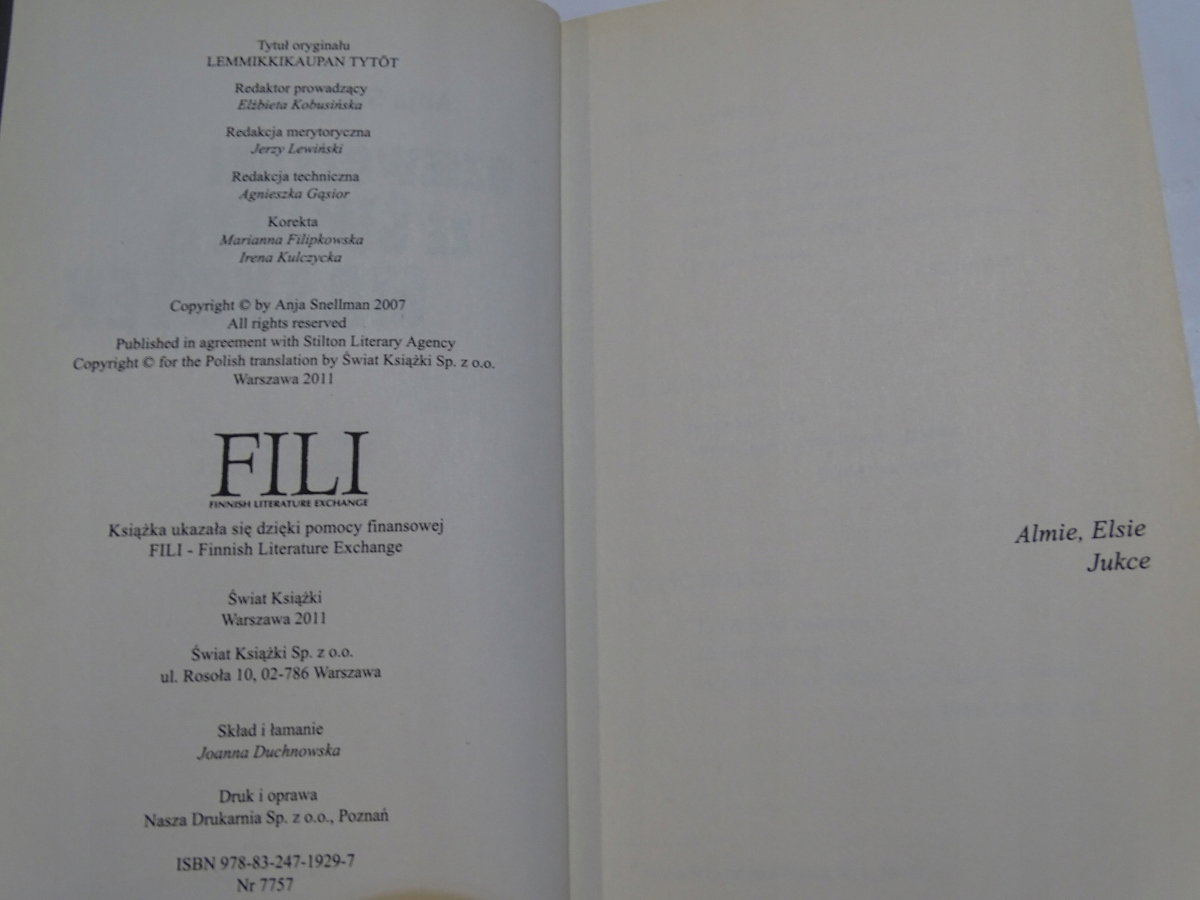 Tytuł oryginału
LEMMIKKIKAUPAN TYTÖT
Redaktor prowadzący
Elżbieta Kobusińska
Redakcja merytoryczna
Jerzy Lewiński
Redakcja techniczna
Agnieszka Gąsior
Korekta
Marianna Filipkowska
Irena Kulczycka
Copyright © by Anja Snellman 2007
All rights reserved
Published in agreement with Stilton Literary Agency
Copyright © for the Polish translation by Świat Książki Sp. z o.o.
Warszawa 2011
FILI
FINNISH LITERATURE EXCHANGE
Książka ukazała się dzięki pomocy finansowej
FILI - Finnish Literature Exchange
Świat Książki
Warszawa 2011
Świat Książki Sp. z o.o.
ul. Rosoła 10, 02-786 Warszawa
Skład i łamanie
Joanna Duchnowska
Druk i oprawa
Nasza Drukarnia Sp. z o.o., Poznań
ISBN 978-83-247-1929-7
Nr 7757
Almie, Elsie
Jukce